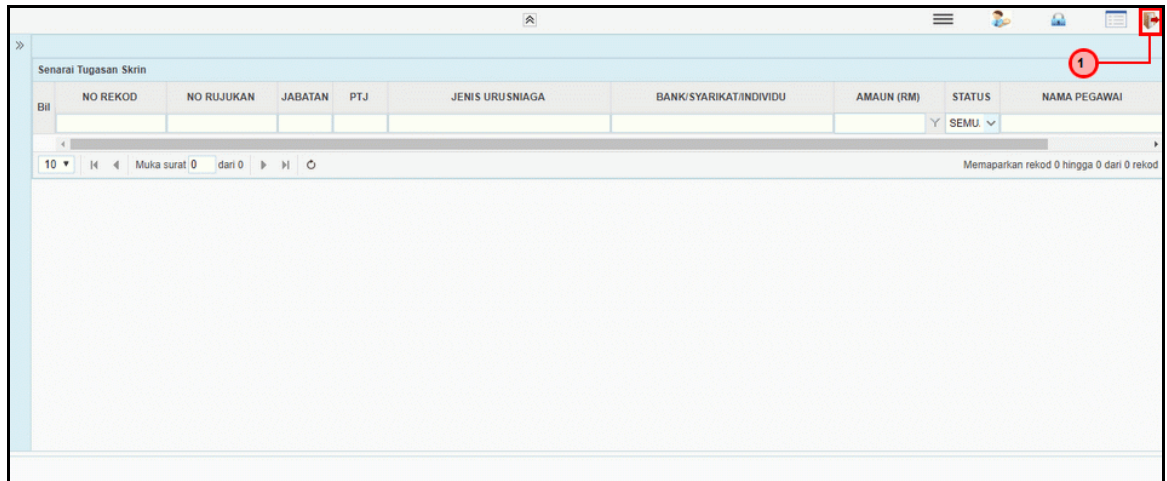 1
Senarai Tugasan Skrin
Bil NO REKOD NO RUJUKAN JABATAN PTJ JENIS URUSNIAGA BANK/SYARIKAT/INDIVIDU AMAUN (RM) STATUS NAMA PEGAWAI
SEMU.
10 Muka surat 0 dari 0 Memaparkan rekod 0 hingga 0 dari 0 rekod